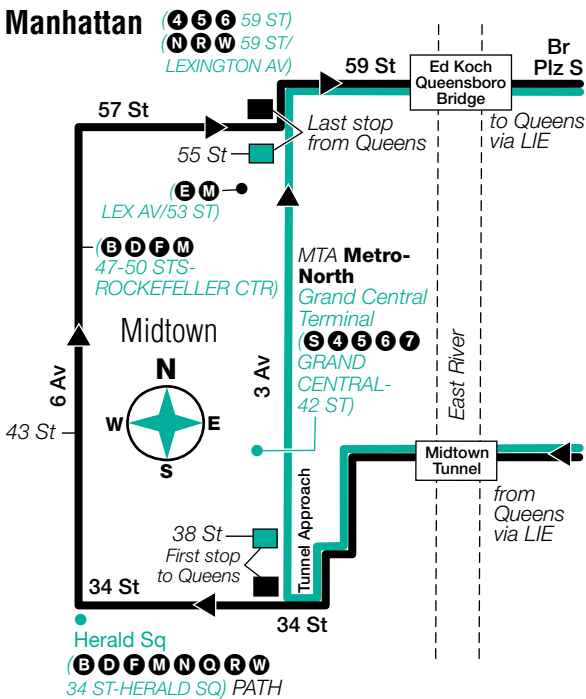 Manhattan
(4 5 6 59 ST)
(N R W 59 ST/
LEXINGTON AV)
59 St
Ed Koch
Queensboro
Bridge
Br
Plz S
57 St
to Queens
via LIE
Last stop
from Queens
55 St
(E M
LEX AV/53 ST)
(B D F M
47-50 STS-
ROCKEFELLER CTR)
MTA Metro-
North
Grand Central
Terminal
(S 4 5 6 7
GRAND
CENTRAL-
42 ST)
Midtown
N
W E
S
6 Av
3 Av
East River
43 St
Midtown
Tunnel
from
Queens
via LIE
Tunnel Approach
38 St
First stop
to Queens
34 St
34 St
Herald Sq
(B D F M N Q R W
34 ST-HERALD SQ) PATH